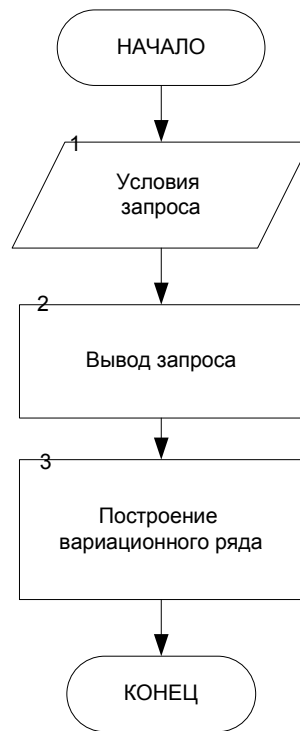 НАЧАЛО
1
Условия
запроса
2
Вывод запроса
3
Построение
вариационного ряда
КОНЕЦ